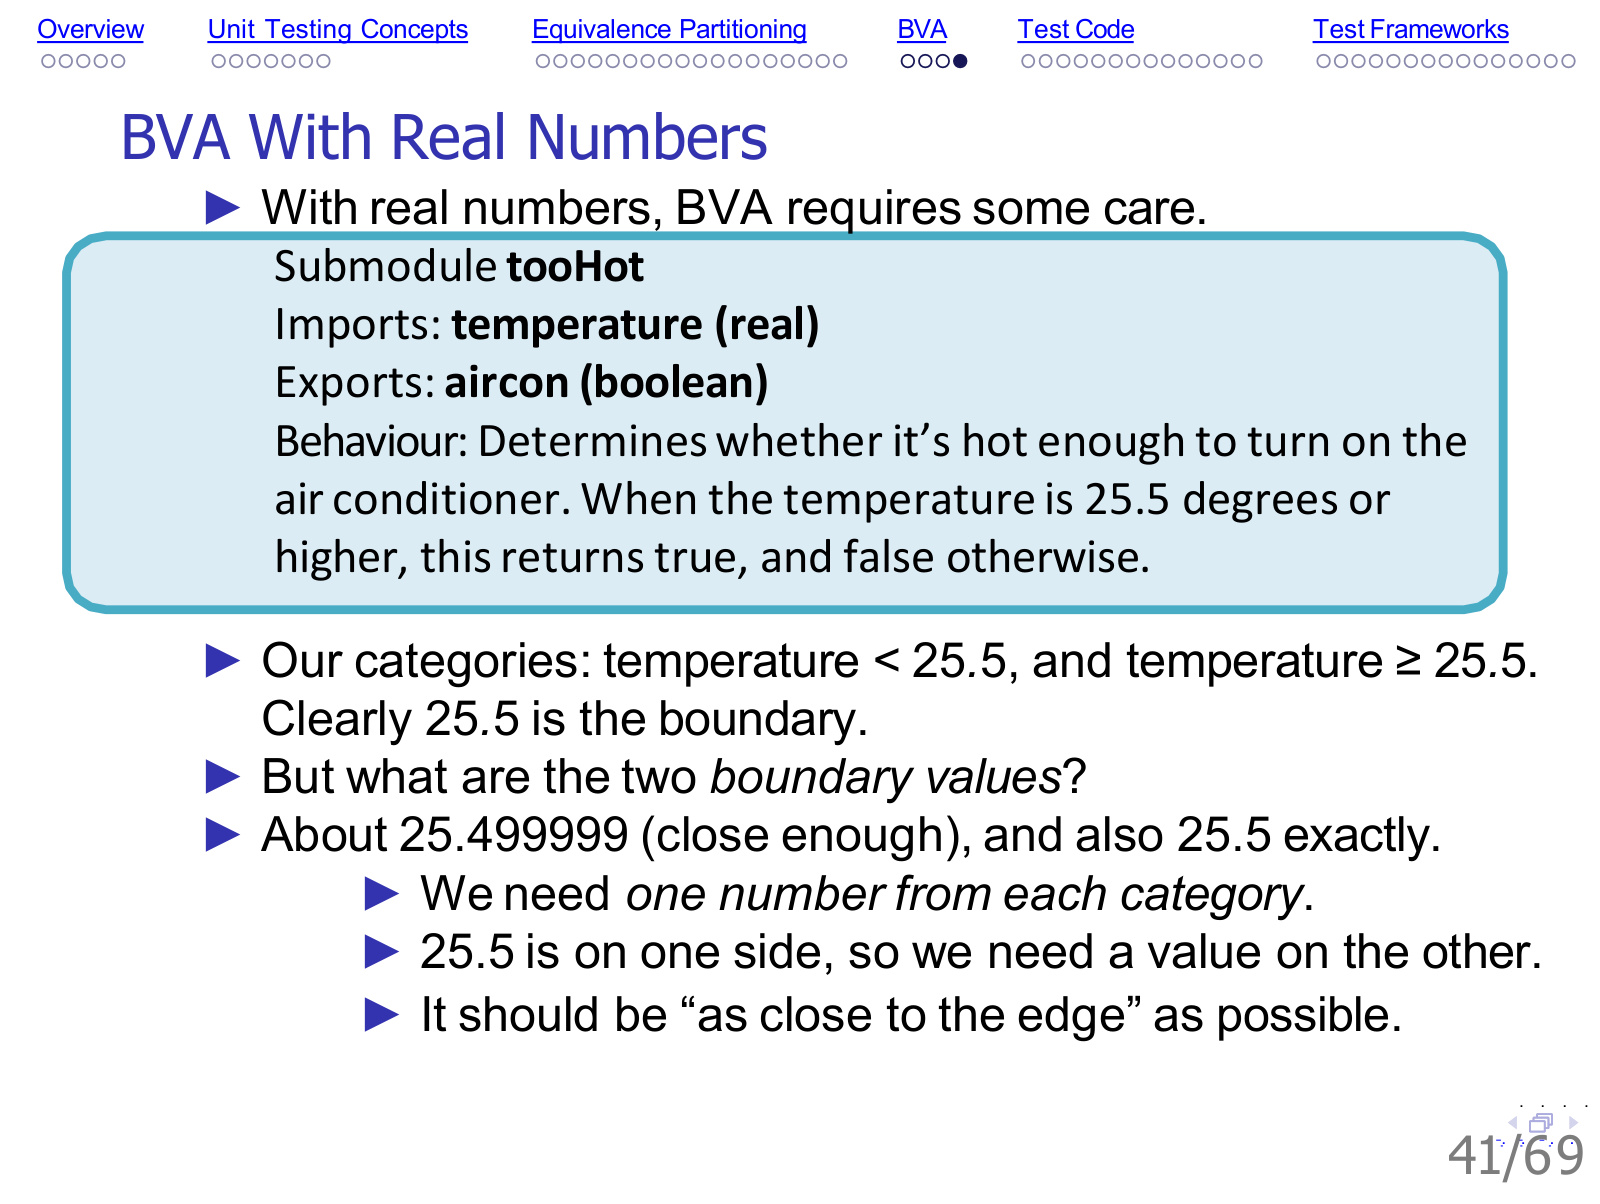 Overview Unit Testing Concepts Equivalence Partitioning BVA Test Code Test Frameworks
BVA With Real Numbers
► With real numbers, BVA requires some care.
Submodule tooHot
Imports: temperature (real)
Exports: aircon (boolean)
Behaviour: Determines whether it’s hot enough to turn on the
air conditioner. When the temperature is 25.5 degrees or
higher, this returns true, and false otherwise.
► Our categories: temperature < 25.5, and temperature ≥ 25.5.
Clearly 25.5 is the boundary.
► But what are the two boundary values?
► About 25.499999 (close enough), and also 25.5 exactly.
► We need one number from each category.
► 25.5 is on one side, so we need a value on the other.
► It should be “as close to the edge” as possible.
41/69